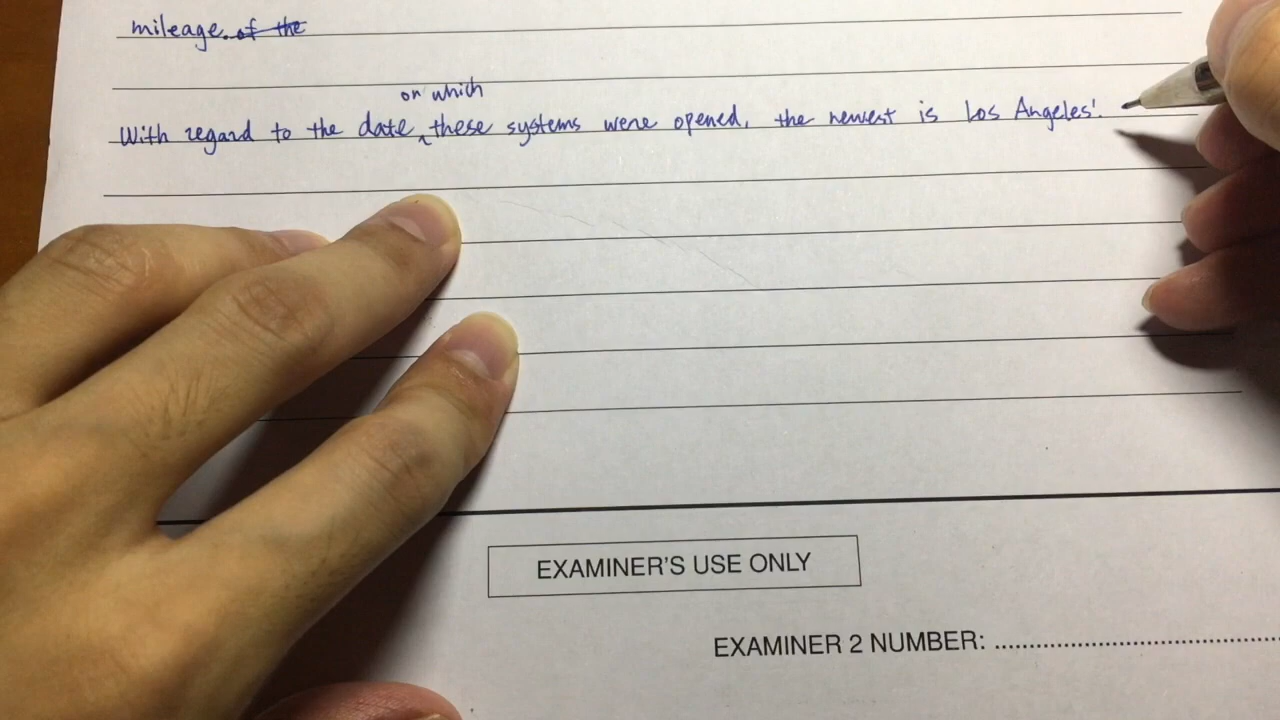 mileage. of the
on which
With regard to the date these systems were opened, the newest is Los Angeles'.
EXAMINER'S USE ONLY
EXAMINER 2 NUMBER: ........................................